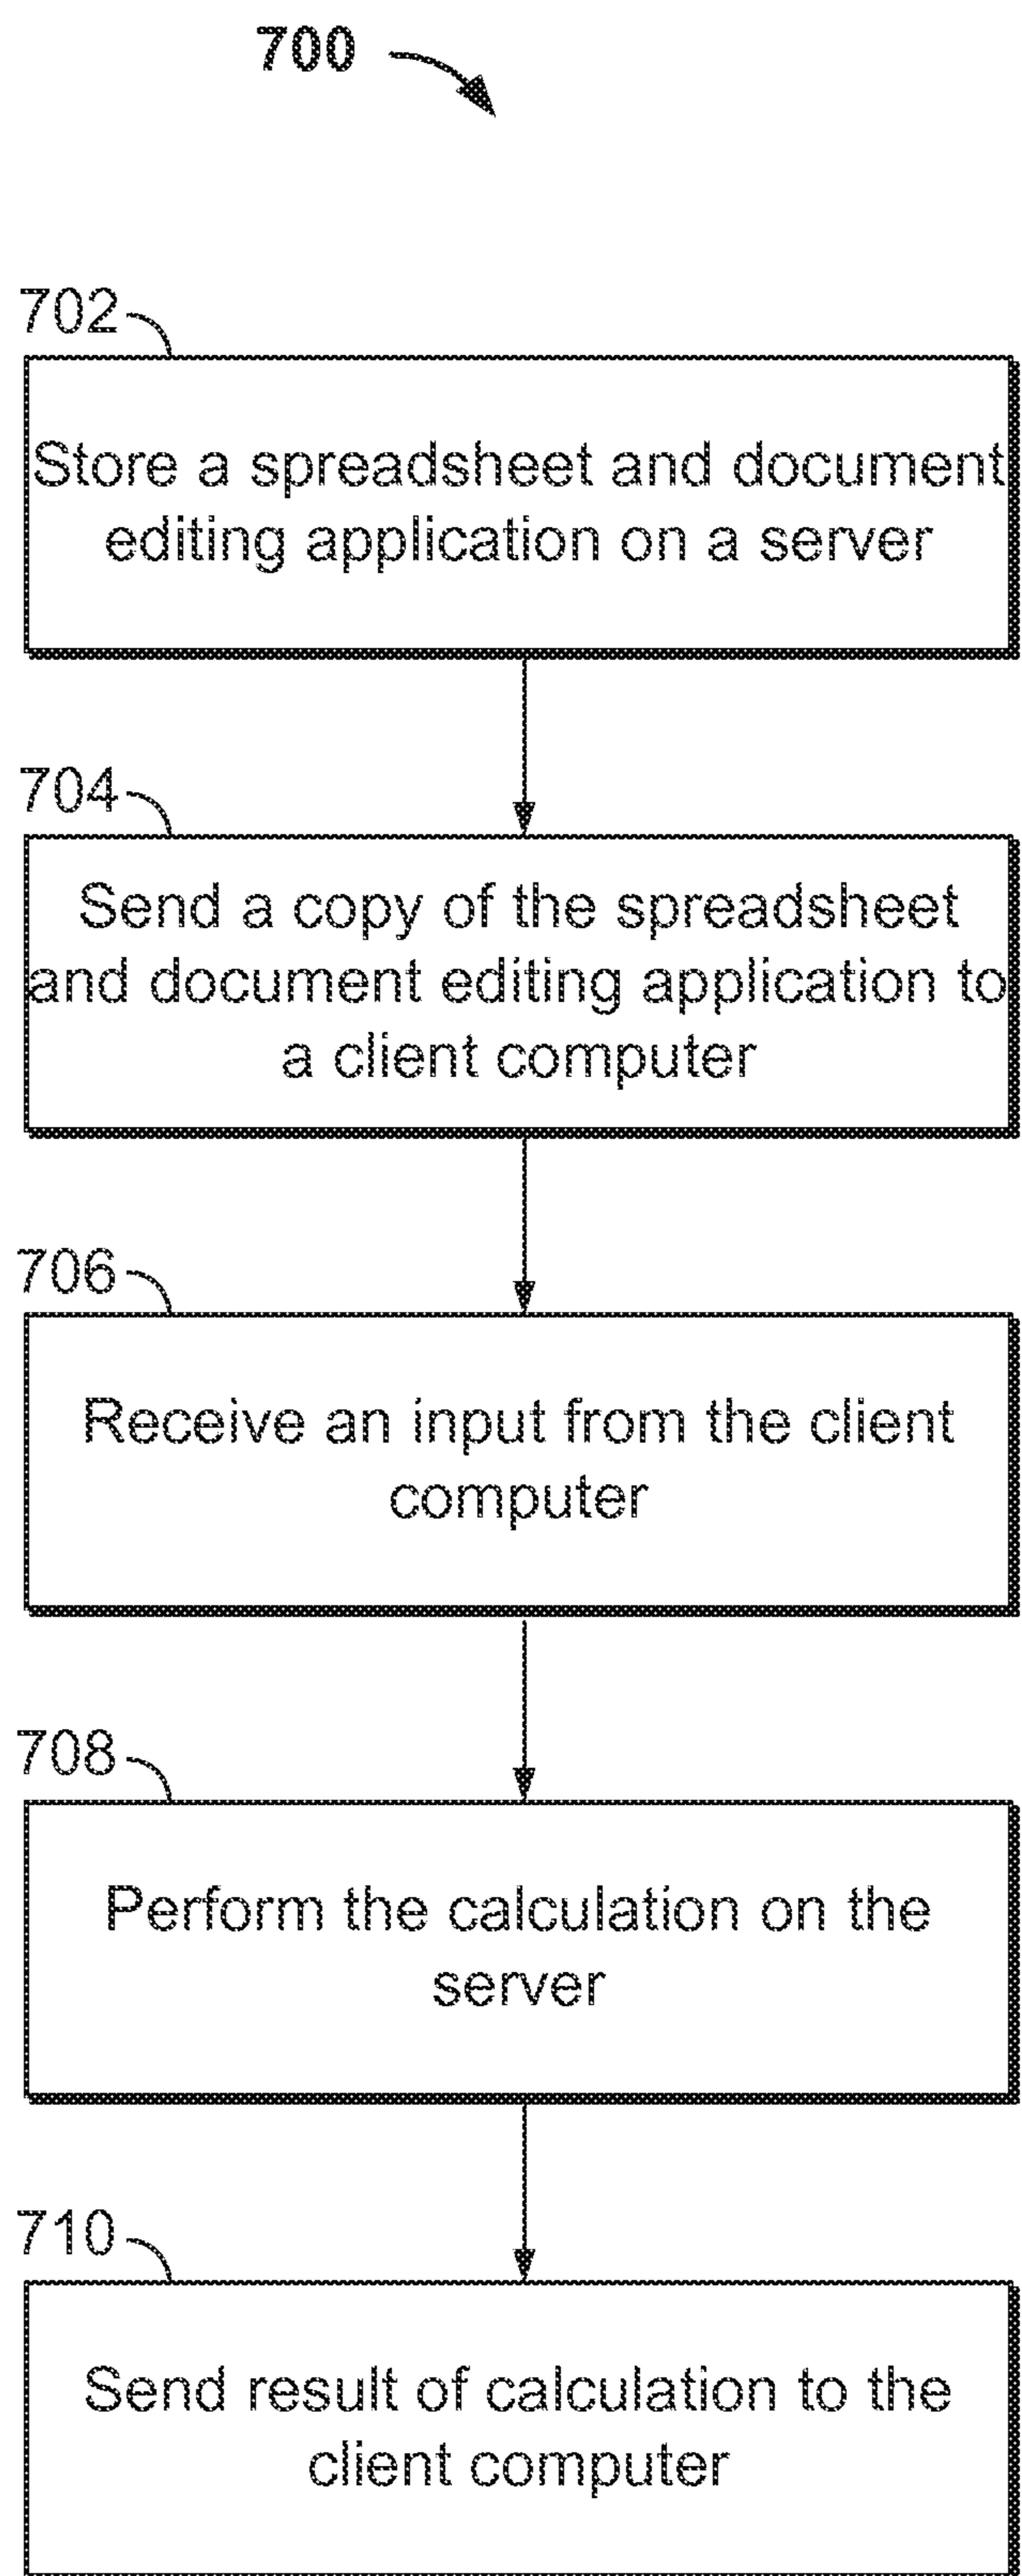 700
702
Store a spreadsheet and document
editing application on a server
704
Send a copy of the spreadsheet
and document editing application to
a client computer
706
Receive an input from the client
computer
708
Perform the calculation on the
server
710
Send result of calculation to the
client computer